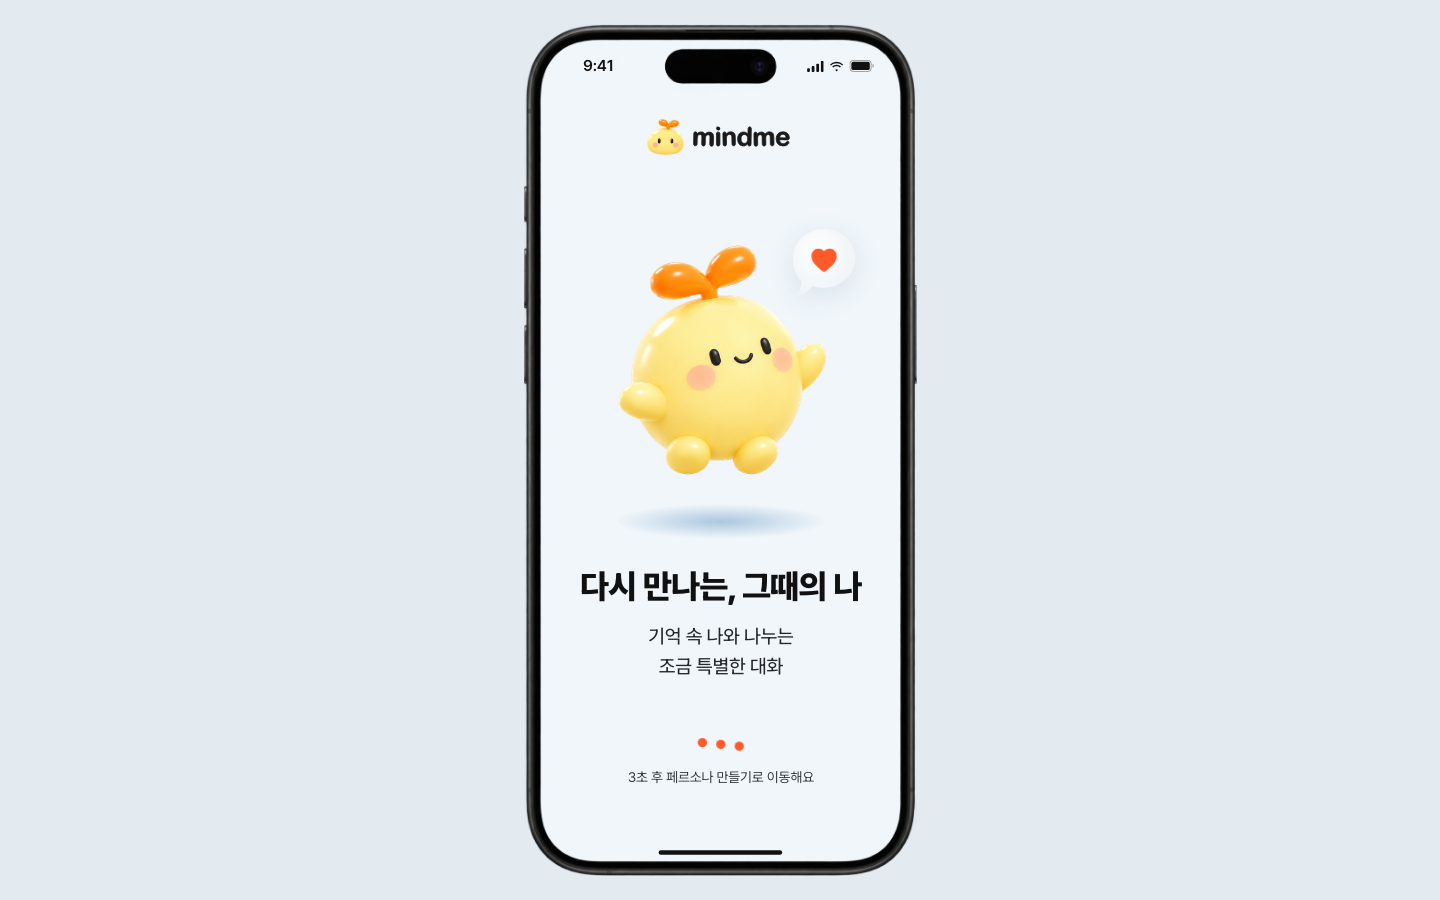 9:41
mindme
다시 만나는, 그때의 나
기억 속 나와 나누는
조금 특별한 대화
3초 후 페르소나 만들기로 이동해요